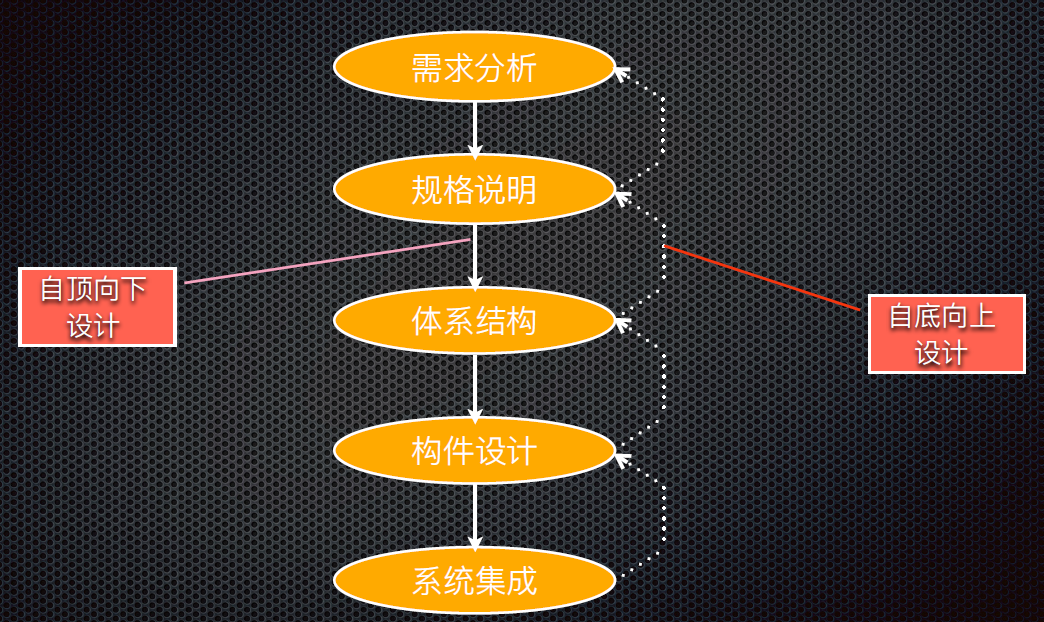 需求分析
规格说明
自顶向下
设计
体系结构
自底向上
设计
构件设计
系统集成